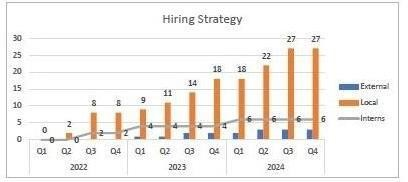 Hiring Strategy
30
25
20
15
10
5
0
0 2 8 8 9 11 14 18 18 22 27 27
0 0 2 2 4 4 4 4 6 6 6 6
Q1 Q2 Q3 Q4 Q1 Q2 Q3 Q4 Q1 Q2 Q3 Q4
2022 2023 2024
External
Local
Interns